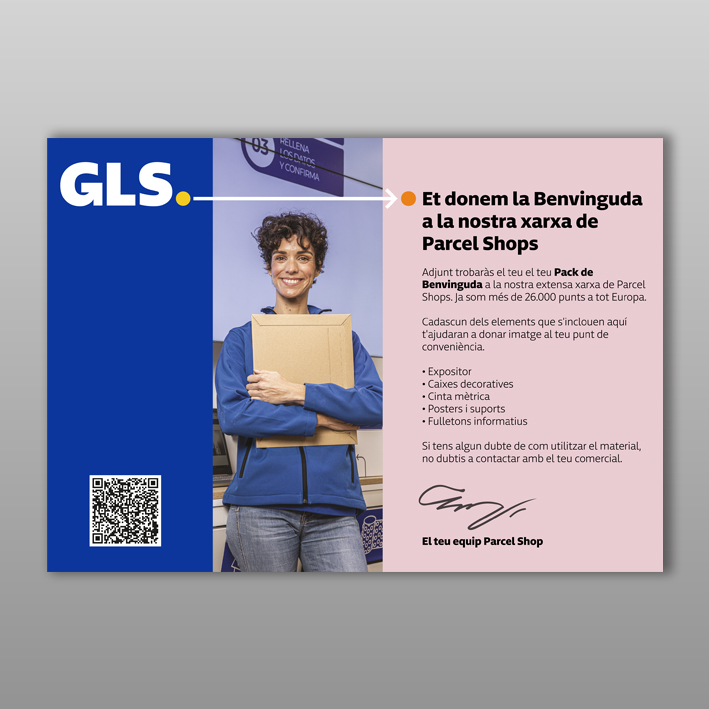 GLS.
03
RELLENA
LOS DATOS
Y CONFIRMA
Et donem la Benvinguda
a la nostra xarxa de
Parcel Shops
Adjunt trobaràs el teu el teu Pack de
Benvinguda a la nostra extensa xarxa de Parcel
Shops. Ja som més de 26.000 punts a tot Europa.
Cadascun dels elements que s'inclouen aquí
t'ajudaran a donar imatge al teu punt de
conveniència.
• Expositor
• Caixes decoratives
• Cinta mètrica
• Posters i suports
• Fulletons informatius
Si tens algun dubte de com utilitzar el material,
no dubtis a contactar amb el teu comercial.
El teu equip Parcel Shop